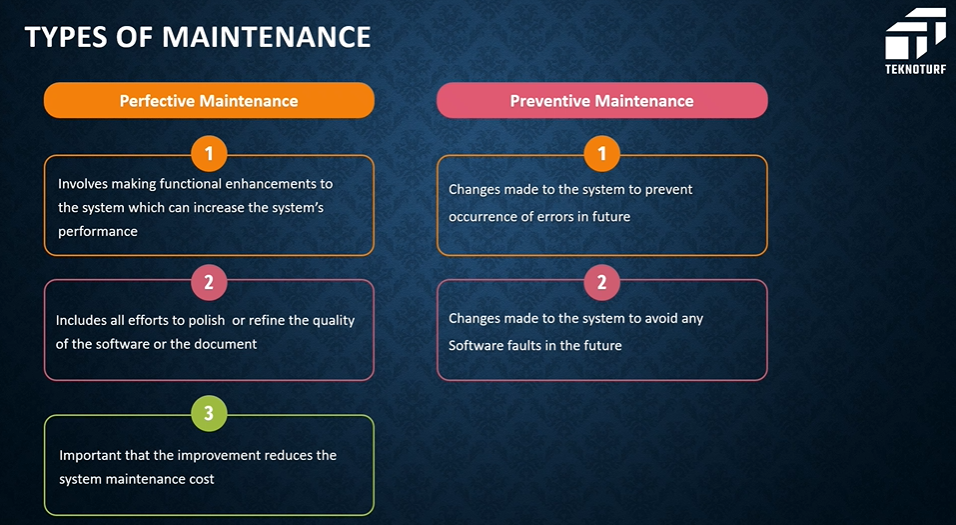 TYPES OF MAINTENANCE
TEKNOTURF
Perfective Maintenance
1
Involves making functional enhancements to
the system which can increase the system's
performance
2
Includes all efforts to polish or refine the quality
of the software or the document
3
Important that the improvement reduces the
system maintenance cost
Preventive Maintenance
1
Changes made to the system to prevent
occurrence of errors in future
2
Changes made to the system to avoid any
Software faults in the future